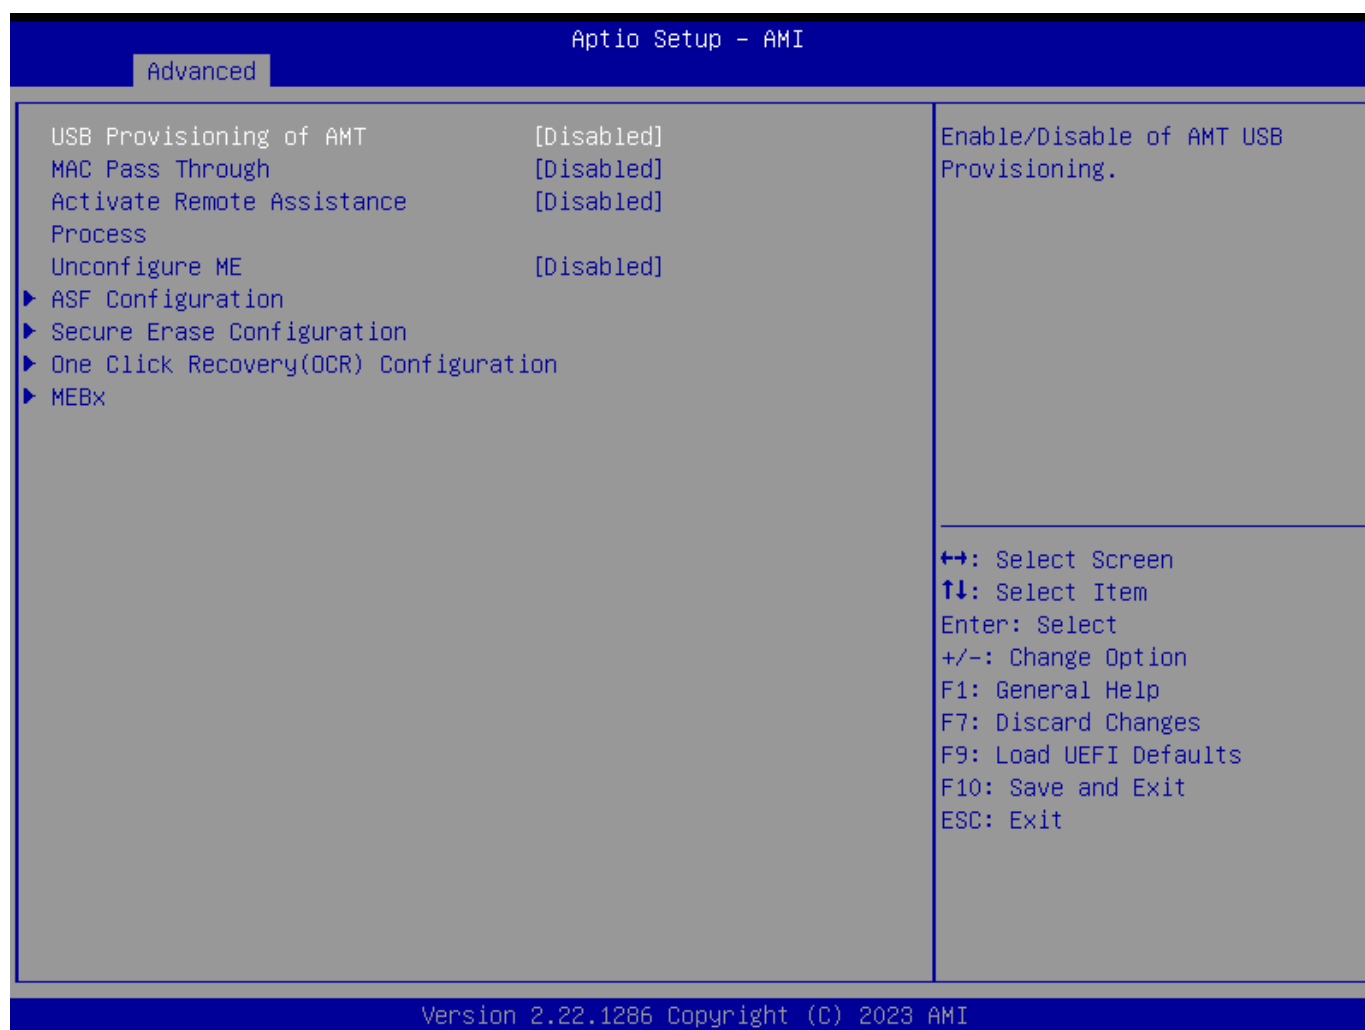 Aptio Setup – AMI
Advanced
USB Provisioning of AMT [Disabled]
MAC Pass Through [Disabled]
Activate Remote Assistance [Disabled]
Process
Unconfigure ME [Disabled]
▶ ASF Configuration
▶ Secure Erase Configuration
▶ One Click Recovery(OCR) Configuration
▶ MEBx
Enable/Disable of AMT USB
Provisioning.
↔: Select Screen
↑↓: Select Item
Enter: Select
+/-: Change Option
F1: General Help
F7: Discard Changes
F9: Load UEFI Defaults
F10: Save and Exit
ESC: Exit
Version 2.22.1286 Copyright (C) 2023 AMI